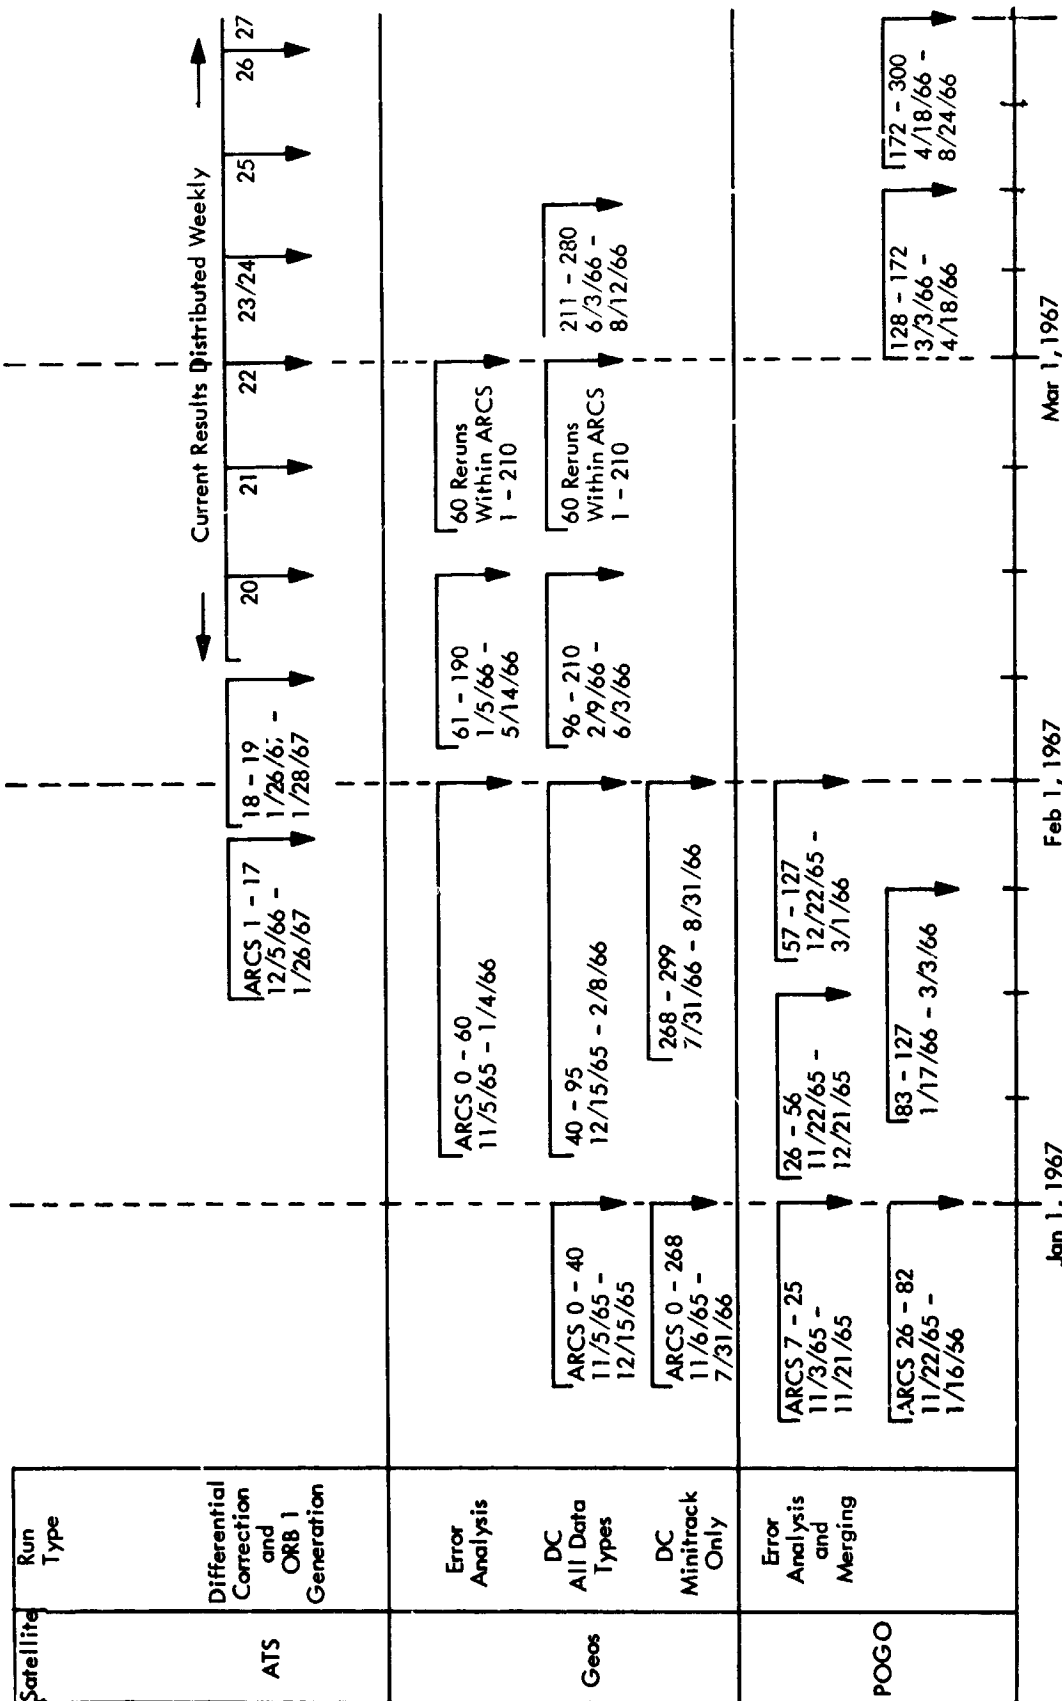 Satellite
Run
Type
ATS
Differential
Correction
and
ORB 1
Generation
Current Results Distributed Weekly
ARCS 1 - 17
12/5/66 -
1/26/67
18 - 19
1/26/67 -
1/28/67
20
21
22
23/24
25
26
27
Geos
Error
Analysis
ARCS 0 - 60
11/5/65 - 1/4/66
61 - 190
1/5/66 -
5/14/66
60 Reruns
Within ARCS
1 - 210
DC
All Data
Types
ARCS 0 - 40
11/5/65 -
12/15/65
40 - 95
12/15/65 - 2/8/66
96 - 210
2/9/66 -
6/3/66
60 Reruns
Within ARCS
1 - 210
211 - 280
6/3/66 -
8/12/66
DC
Minitrack
Only
ARCS 0 - 268
11/6/65 -
7/31/66
268 - 299
7/31/66 - 8/31/66
POGO
Error
Analysis
and
Merging
ARCS 7 - 25
11/3/65 -
11/21/65
26 - 56
11/22/65 -
12/21/65
57 - 127
12/22/65 -
3/1/66
ARCS 26 - 82
11/22/65 -
1/16/66
83 - 127
1/17/66 - 3/3/66
128 - 172
3/3/66 -
4/18/66
172 - 300
4/18/66 -
8/24/66
Jan 1, 1967
Feb 1, 1967
Mar 1, 1967